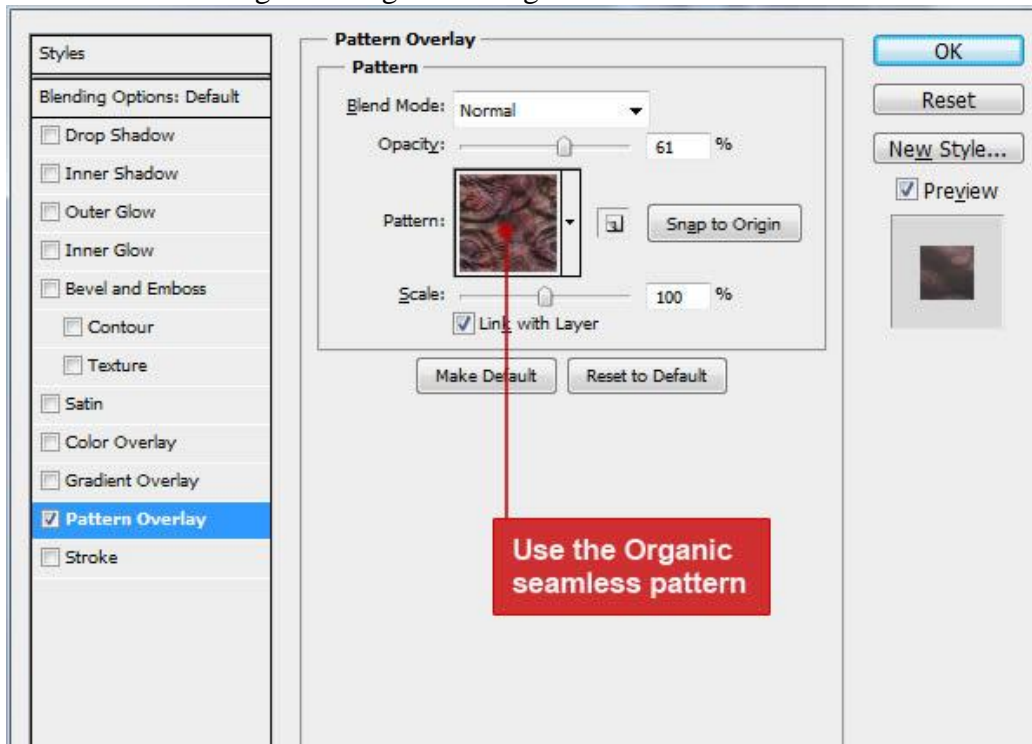 Styles
Blending Options: Default
Drop Shadow
Inner Shadow
Outer Glow
Inner Glow
Bevel and Emboss
Contour
Texture
Satin
Color Overlay
Gradient Overlay
Pattern Overlay
Stroke
Pattern Overlay
Pattern
Blend Mode: Normal
Opacity: 61 %
Pattern: Snap to Origin
Scale: 100 %
Link with Layer
Make Default Reset to Default
Use the Organic
seamless pattern
OK
Reset
New Style...
Preview